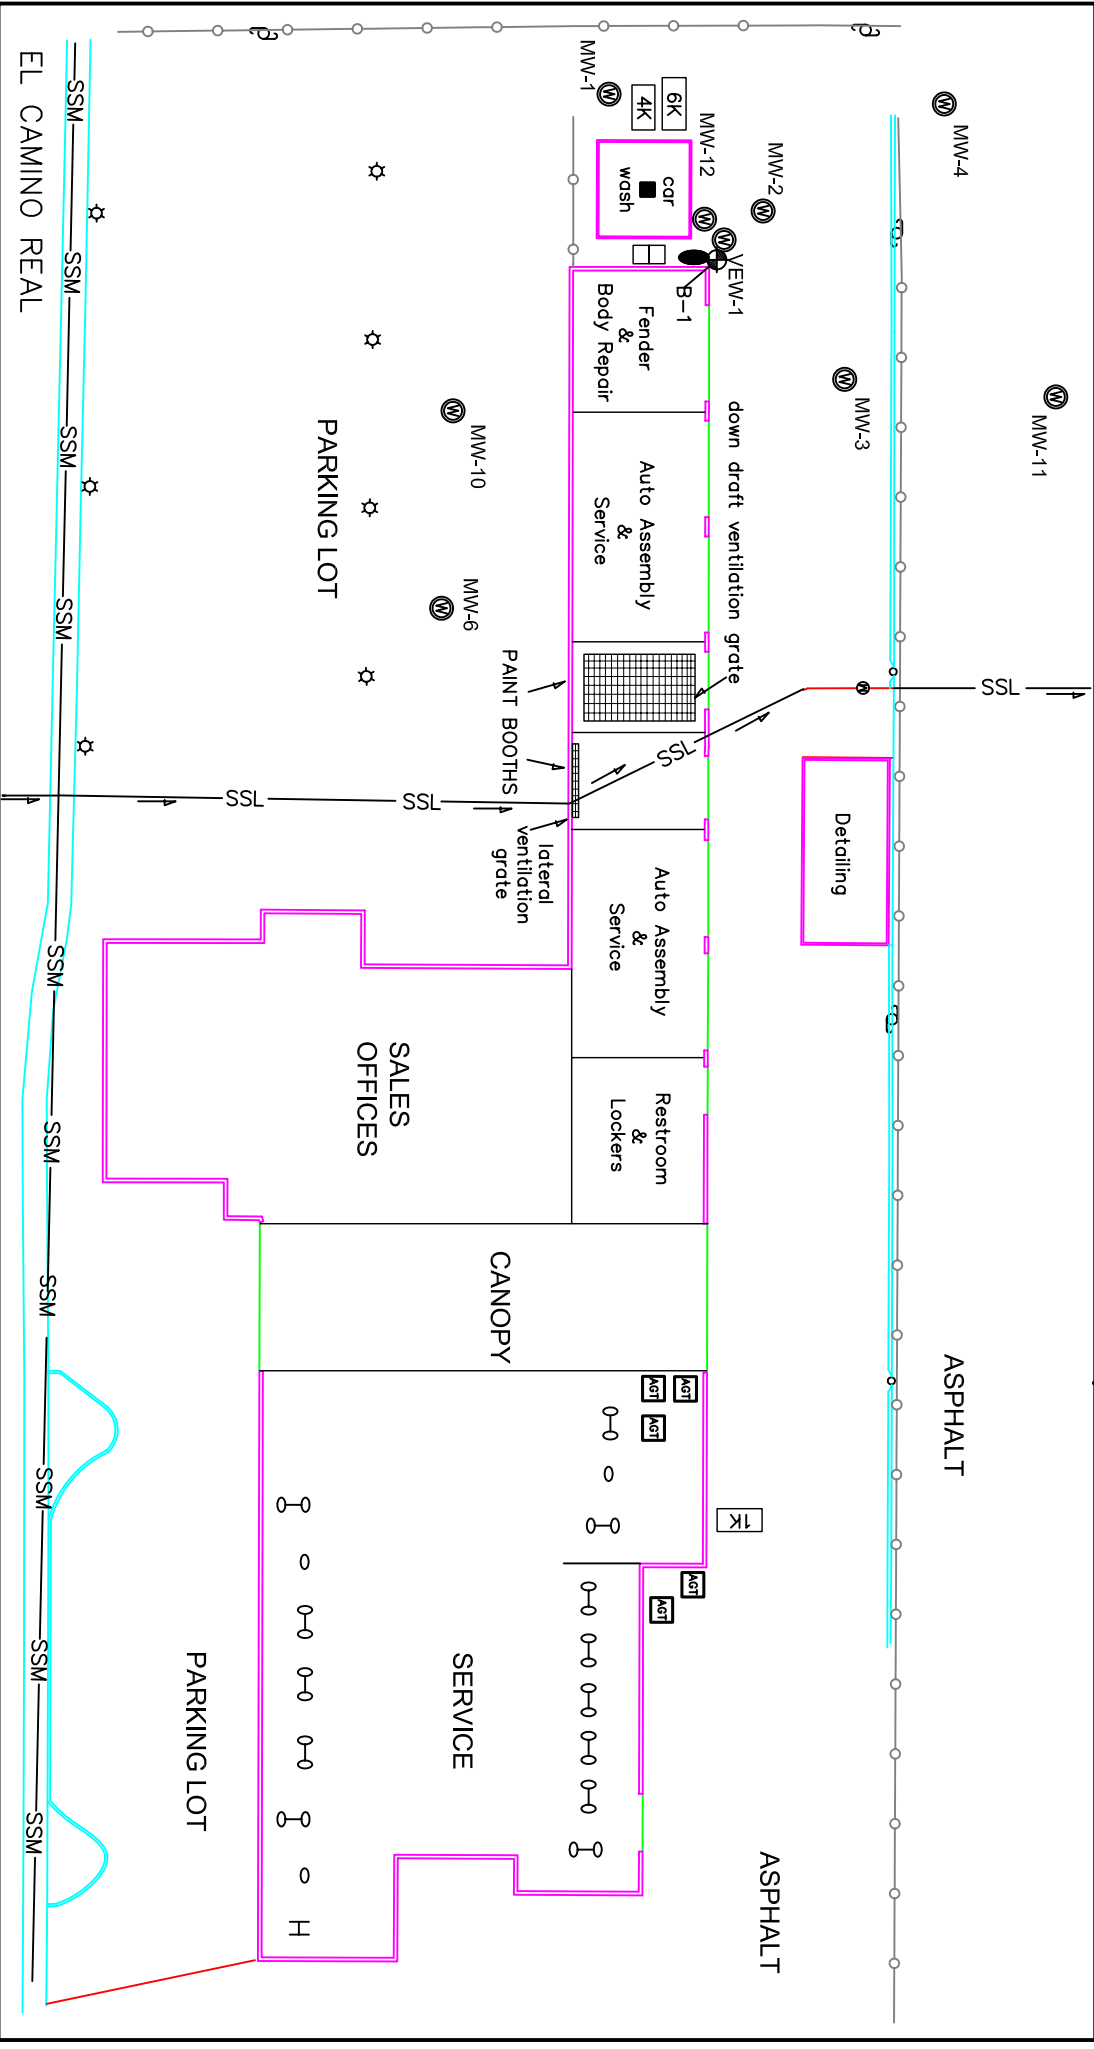 EL CAMINO REAL
SSM
SSM
SSM
SSM
SSM
SSM
SSM
SSM
SSM
SSM
MW-1
6K
4K
MW-12
MW-2
MW-4
car
wash
VEW-1
B-1
MW-3
MW-11
Fender
&
Body Repair
down draft ventilation grate
MW-10
PARKING LOT
Auto Assembly
&
Service
MW-6
PAINT BOOTHS
SSL
SSL
SSL
SSL
lateral
ventilation
grate
Detailing
Auto Assembly
&
Service
SALES
OFFICES
Restroom
&
Lockers
CANOPY
ASPHALT
AGT
AGT
AGT
1K
AGT
AGT
SERVICE
PARKING LOT
ASPHALT
W
W
W
W
W
W
W
W
W